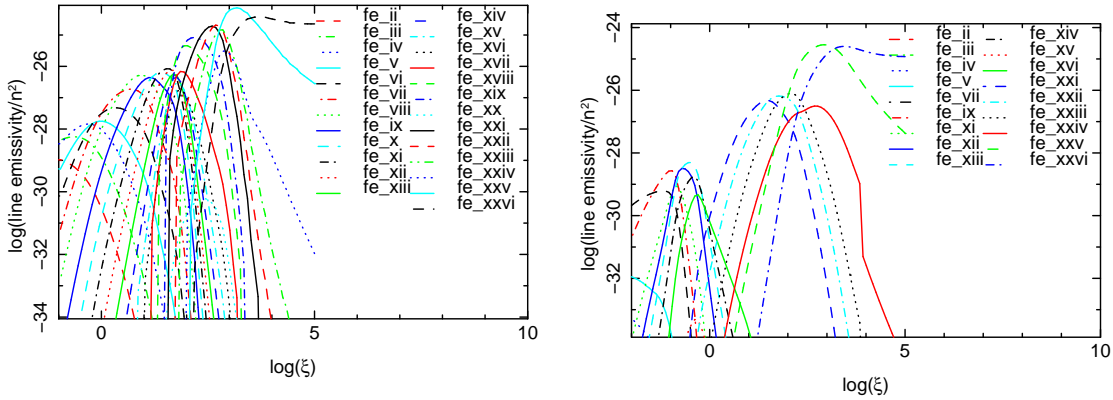 log(line emissivity/n²)
−26
−28
−30
−32
−34
0
5
10
log(ξ)
fe_ii
fe_iii
fe_iv
fe_v
fe_vi
fe_vii
fe_viii
fe_ix
fe_x
fe_xi
fe_xii
fe_xiii
fe_xiv
fe_xv
fe_xvi
fe_xvii
fe_xviii
fe_xix
fe_xx
fe_xxi
fe_xxii
fe_xxiii
fe_xxiv
fe_xxv
fe_xxvi
log(line emissivity/n²)
−24
−26
−28
−30
−32
0
5
10
log(ξ)
fe_ii
fe_iv
fe_v
fe_vii
fe_ix
fe_xi
fe_xii
fe_xiii
fe_xiv
fe_xv
fe_xvi
fe_xxi
fe_xxii
fe_xxiii
fe_xxiv
fe_xxv
fe_xxvi